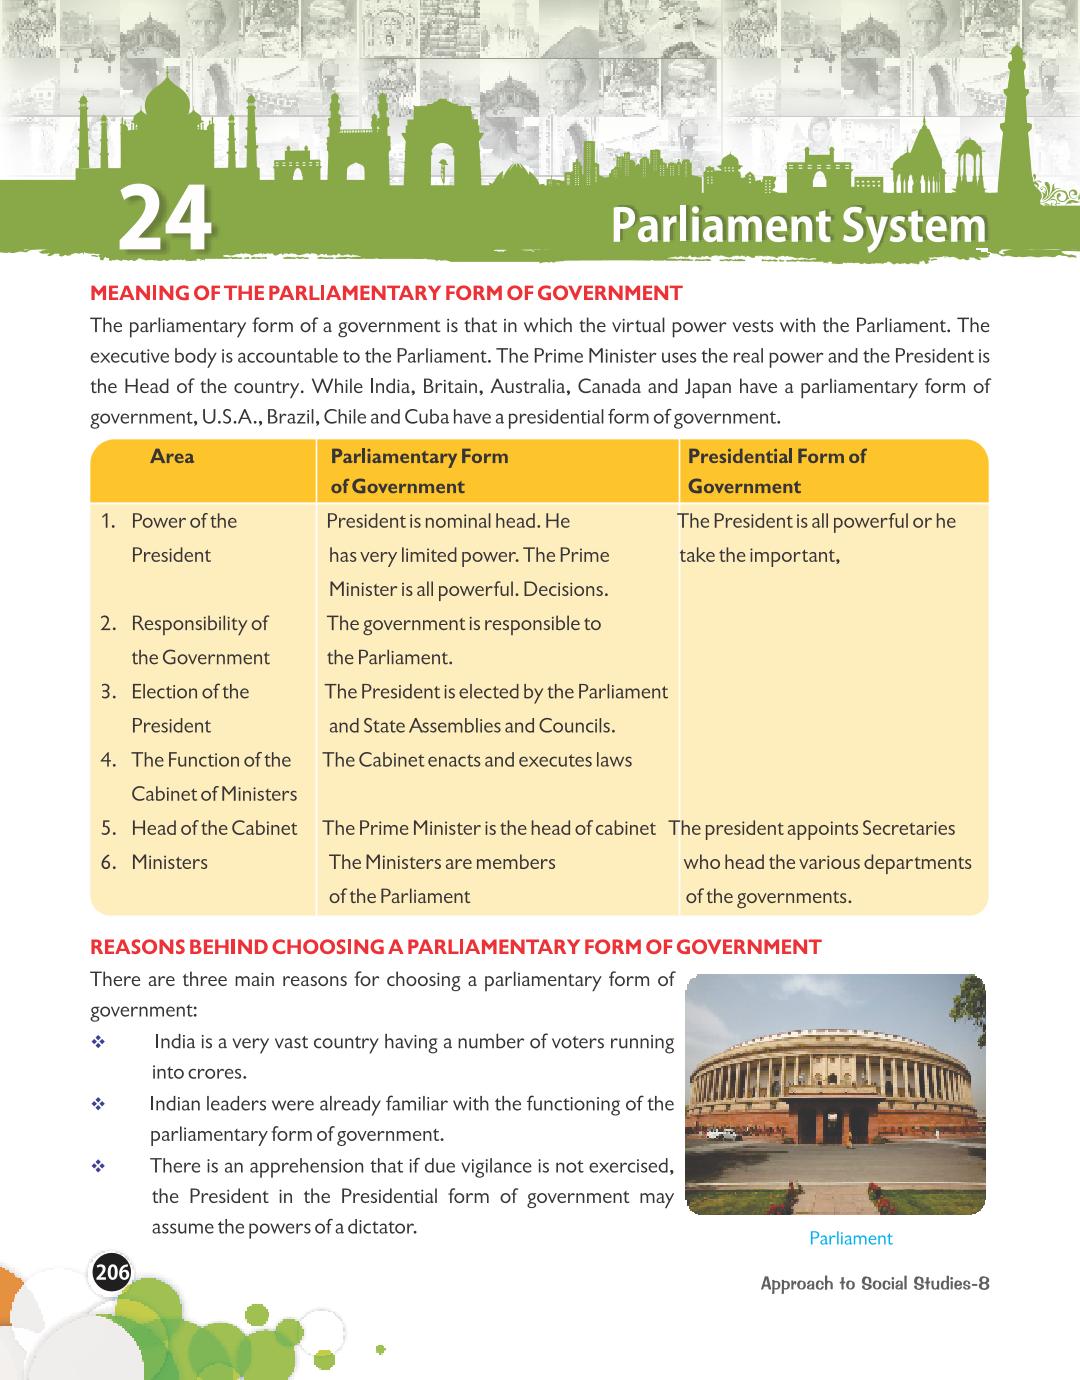 24
Parliament System
MEANING OF THE PARLIAMENTARY FORM OF GOVERNMENT
The parliamentary form of a government is that in which the virtual power vests with the Parliament. The
executive body is accountable to the Parliament. The Prime Minister uses the real power and the President is
the Head of the country. While India, Britain, Australia, Canada and Japan have a parliamentary form of
government, U.S.A., Brazil, Chile and Cuba have a presidential form of government.
Area Parliamentary Form Presidential Form of
of Government Government
1. Power of the President is nominal head. He The President is all powerful or he
President has very limited power. The Prime take the important,
Minister is all powerful. Decisions.
2. Responsibility of The government is responsible to
the Government the Parliament.
3. Election of the The President is elected by the Parliament
President and State Assemblies and Councils.
4. The Function of the The Cabinet enacts and executes laws
Cabinet of Ministers
5. Head of the Cabinet The Prime Minister is the head of cabinet The president appoints Secretaries
6. Ministers The Ministers are members who head the various departments
of the Parliament of the governments.
REASONS BEHIND CHOOSING A PARLIAMENTARY FORM OF GOVERNMENT
There are three main reasons for choosing a parliamentary form of
government:
❖ India is a very vast country having a number of voters running
into crores.
❖ Indian leaders were already familiar with the functioning of the
parliamentary form of government.
❖ There is an apprehension that if due vigilance is not exercised,
the President in the Presidential form of government may
assume the powers of a dictator.
Parliament
206
Approach to Social Studies-8